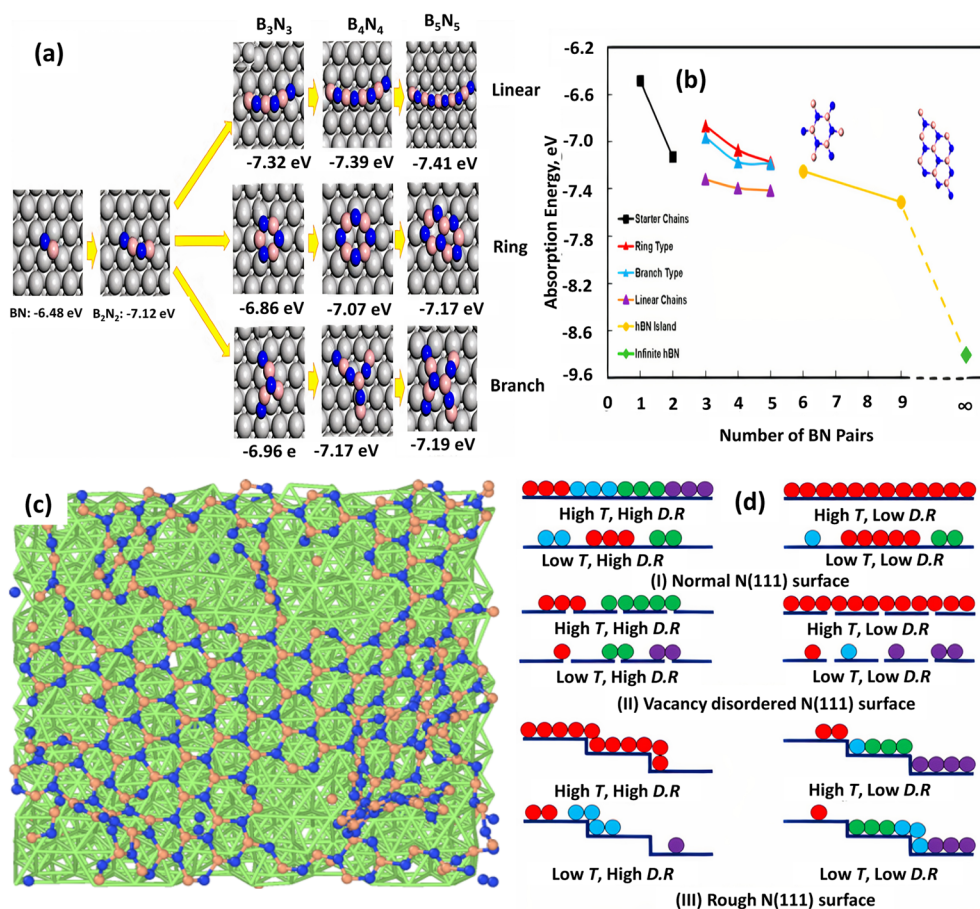 (a)
B₃N₃ B₄N₄ B₅N₅
Linear
-7.32 eV -7.39 eV -7.41 eV
BN: -6.48 eV B₂N₂: -7.12 eV
Ring
-6.86 eV -7.07 eV -7.17 eV
Branch
-6.96 e -7.17 eV -7.19 eV
(b)
Absorption Energy, eV
-6.2
-6.6
-7.0
-7.4
-7.8
-8.2
-8.6
-9.6
Starter Chains
Ring Type
Branch Type
Linear Chains
hBN Island
Infinite hBN
0 1 2 3 4 5 6 9 ∞
Number of BN Pairs
(c)
(d)
High T, High D.R High T, Low D.R
Low T, High D.R Low T, Low D.R
(I) Normal N(111) surface
High T, High D.R High T, Low D.R
Low T, High D.R Low T, Low D.R
(II) Vacancy disordered N(111) surface
High T, High D.R High T, Low D.R
Low T, High D.R Low T, Low D.R
(III) Rough N(111) surface